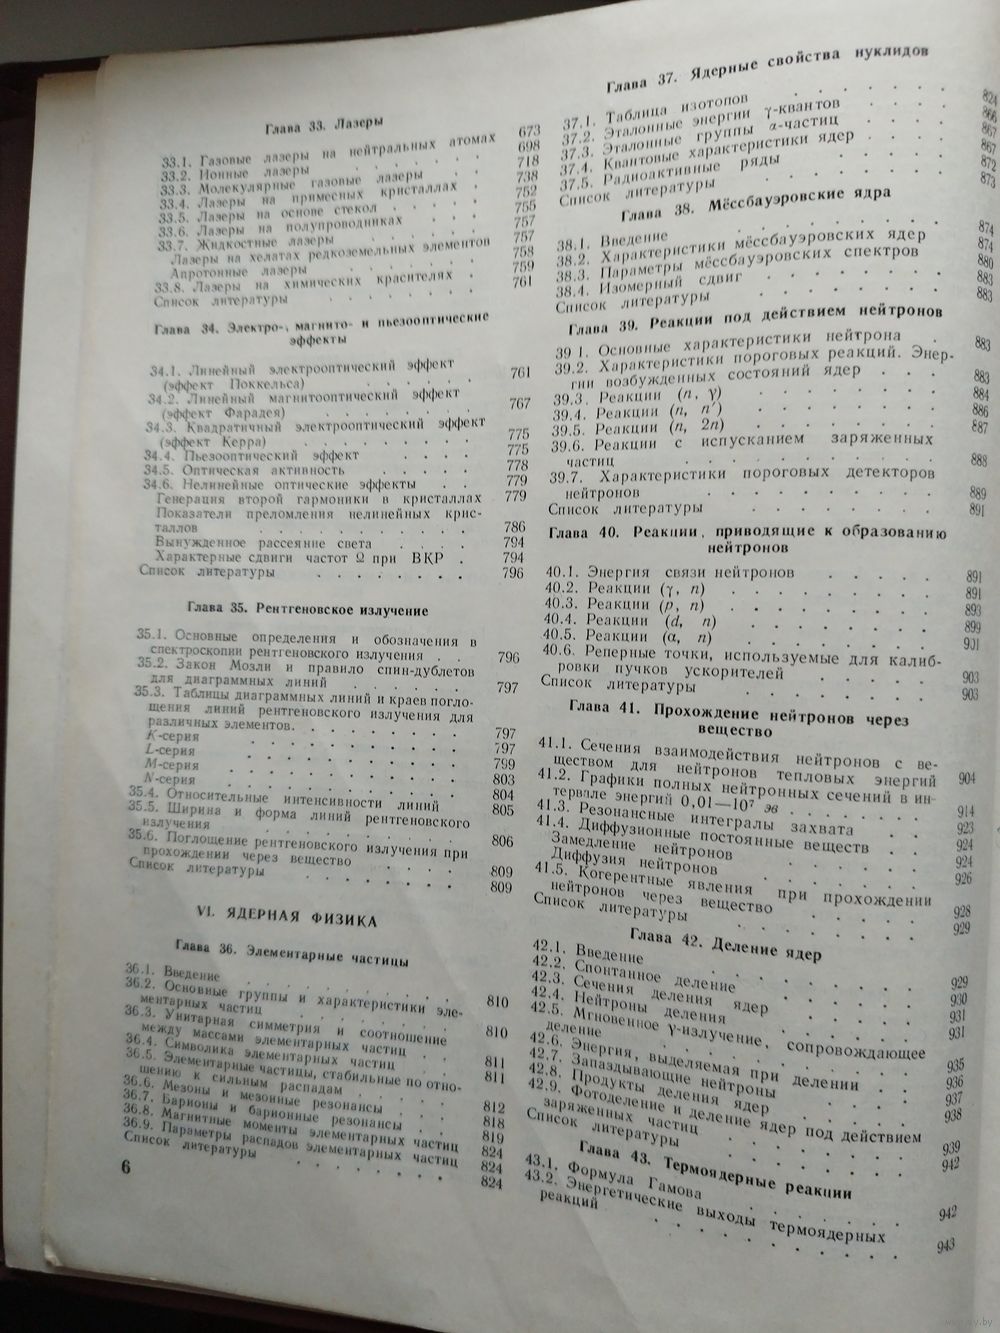 Глава 33. Лазеры
33.1. Газовые лазеры на нейтральных атомах 673
33.2. Ионные лазеры . . . . . 698
33.3. Молекулярные газовые лазеры . . 718
33.4. Лазеры на примесных кристаллах . 738
33.5. Лазеры на основе стекол . . . . 752
33.6. Лазеры на полупроводниках . . . 755
33.7. Жидкостные лазеры . . . . . 757
Лазеры на хелатах редкоземельных элементов 757
Апротонные лазеры . . . . . 758
33.8. Лазеры на химических красителях . 759
Список литературы . . . . . . . 761
Глава 34. Электро-, магнито- и пьезооптические
эффекты
34.1. Линейный электрооптический эффект
(эффект Поккельса) . . . . . . 761
34.2. Линейный магнитооптический эффект
(эффект Фарадея) . . . . . . . 767
34.3. Квадратичный электрооптический эффект
(эффект Керра) . . . . . . . . 775
34.4. Пьезооптический эффект . . . . 775
34.5. Оптическая активность . . . . . 778
34.6. Нелинейные оптические эффекты . . 779
Генерация второй гармоники в кристаллах 779
Показатели преломления нелинейных крис-
таллов . . . . . . . . . 786
Вынужденное рассеяние света . . . . 794
Характерные сдвиги частот Ω при ВКР . 794
Список литературы . . . . . . . 796
Глава 35. Рентгеновское излучение
35.1. Основные определения и обозначения в
спектроскопии рентгеновского излучения . . 796
35.2. Закон Мозли и правило спин-дублетов
для диаграммных линий . . . . . . 797
35.3. Таблицы диаграммных линий и краев погло-
щения линий рентгеновского излучения для
различных элементов. . . . . . . . 797
K-серия . . . . . . . . . 797
L-серия . . . . . . . . . 799
M-серия . . . . . . . . . 803
N-серия . . . . . . . . . 804
35.4. Относительные интенсивности линий 805
35.5. Ширина и форма линий рентгеновского
излучения . . . . . . . . . 806
35.6. Поглощение рентгеновского излучения при
прохождении через вещество . . . . 809
Список литературы . . . . . . . 809
VI. ЯДЕРНАЯ ФИЗИКА
Глава 36. Элементарные частицы
36.1. Введение . . . . . . . . . 810
36.2. Основные группы и характеристики эле-
ментарных частиц . . . . . . . 810
36.3. Унитарная симметрия и соотношение
между массами элементарных частиц . . 811
36.4. Символика элементарных частиц . . . 811
36.5. Элементарные частицы, стабильные по отно-
шению к сильным распадам . . . . 812
36.6. Мезоны и мезонные резонансы . . . 818
36.7. Барионы и барионные резонансы . . . 819
36.8. Магнитные моменты элементарных частиц 824
36.9. Параметры распадов элементарных частиц 824
Список литературы . . . . . . . 824
6
Глава 37. Ядерные свойства нуклидов
37.1. Таблица изотопов . . . . . . 824
37.2. Эталонные энергии γ-квантов . . . . 866
37.3. Эталонные группы α-частиц . . . . 867
37.4. Квантовые характеристики ядер . . . . 867
37.5. Радиоактивные ряды . . . . . 872
Список литературы . . . . . . . 873
Глава 38. Мёссбауэровские ядра
38.1. Введение . . . . . . . . 874
38.2. Характеристики мёссбауэровских ядер 874
38.3. Параметры мёссбауэровских спектров 880
38.4. Изомерный сдвиг . . . . . . 883
Список литературы . . . . . . . 883
Глава 39. Реакции под действием нейтронов
39 1. Основные характеристики нейтрона . 883
39.2. Характеристики пороговых реакций. Энер-
гии возбужденных состояний ядер . . . 883
39.3. Реакции (n, γ) . . . . . . . 884
39.4. Реакции (n, n′) . . . . . . . 886
39.5. Реакции (n, 2n) . . . . . . . 887
39.6. Реакции с испусканием заряженных
частиц . . . . . . . . . 888
39.7. Характеристики пороговых детекторов
нейтронов . . . . . . . . . 889
Список литературы . . . . . . . 891
Глава 40. Реакции, приводящие к образованию
нейтронов
40.1. Энергия связи нейтронов . . . . . 891
40.2. Реакции (γ, n) . . . . . . . 891
40.3. Реакции (p, n) . . . . . . . 893
40.4. Реакции (d, n) . . . . . . . 899
40.5. Реакции (α, n) . . . . . . . 901
40.6. Реперные точки, используемые для калиб-
ровки пучков ускорителей . . . . . 903
Список литературы . . . . . . . 903
Глава 41. Прохождение нейтронов через
вещество
41.1. Сечения взаимодействия нейтронов с ве-
ществом для нейтронов тепловых энергий 904
41.2. Графики полных нейтронных сечений в ин-
тервале энергий 0,01—10⁷ эв . . . . . . . 914
41.3. Резонансные интегралы захвата . . 923
41.4. Диффузионные постоянные веществ . . 924
Замедление нейтронов . . . . . 924
Диффузия нейтронов . . . . . . 926
41.5. Когерентные явления при прохождении
нейтронов через вещество . . . . . 928
Список литературы . . . . . . . 929
Глава 42. Деление ядер
42.1. Введение . . . . . . . . 929
42.2. Спонтанное деление . . . . . . 930
42.3. Сечения деления ядер . . . . . 931
42.4. Нейтроны деления . . . . . . 931
42.5. Мгновенное γ-излучение, сопровождающее
деление . . . . . . . . . 935
42.6. Энергия, выделяемая при делении . . 936
42.7. Запаздывающие нейтроны . . . . 937
42.8. Продукты деления ядер . . . . . 938
42.9. Фотоделение и деление ядер под действием
заряженных частиц . . . . . . 939
Список литературы . . . . . . . 942
Глава 43. Термоядерные реакции
43.1. Формула Гамова . . . . . . 942
43.2. Энергетические выходы термоядерных
реакций . . . . . . . . . 943